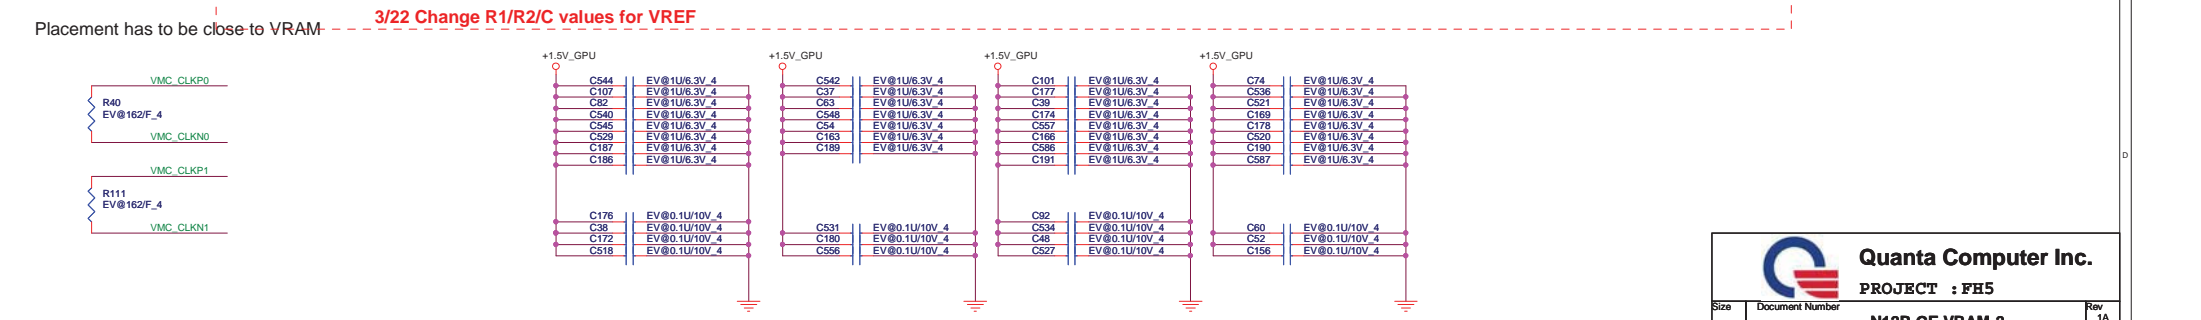 3/22 Change R1/R2/C values for VREF
Placement has to be close to VRAM
VMC_CLKP0
R40
EV@162/F_4
VMC_CLKN0
VMC_CLKP1
R111
EV@162/F_4
VMC_CLKN1
+1.5V_GPU
C544 EV@1U/6.3V_4
C107 EV@1U/6.3V_4
C82 EV@1U/6.3V_4
C540 EV@1U/6.3V_4
C545 EV@1U/6.3V_4
C529 EV@1U/6.3V_4
C187 EV@1U/6.3V_4
C186 EV@1U/6.3V_4
C176 EV@0.1U/10V_4
C38 EV@0.1U/10V_4
C172 EV@0.1U/10V_4
C518 EV@0.1U/10V_4
+1.5V_GPU
C542 EV@1U/6.3V_4
C37 EV@1U/6.3V_4
C63 EV@1U/6.3V_4
C548 EV@1U/6.3V_4
C54 EV@1U/6.3V_4
C163 EV@1U/6.3V_4
C189 EV@1U/6.3V_4
C531 EV@0.1U/10V_4
C180 EV@0.1U/10V_4
C556 EV@0.1U/10V_4
+1.5V_GPU
C101 EV@1U/6.3V_4
C177 EV@1U/6.3V_4
C39 EV@1U/6.3V_4
C174 EV@1U/6.3V_4
C557 EV@1U/6.3V_4
C166 EV@1U/6.3V_4
C586 EV@1U/6.3V_4
C191 EV@1U/6.3V_4
C92 EV@0.1U/10V_4
C534 EV@0.1U/10V_4
C48 EV@0.1U/10V_4
C527 EV@0.1U/10V_4
+1.5V_GPU
C74 EV@1U/6.3V_4
C536 EV@1U/6.3V_4
C521 EV@1U/6.3V_4
C169 EV@1U/6.3V_4
C178 EV@1U/6.3V_4
C520 EV@1U/6.3V_4
C190 EV@1U/6.3V_4
C587 EV@1U/6.3V_4
C60 EV@0.1U/10V_4
C52 EV@0.1U/10V_4
C156 EV@0.1U/10V_4
D
Quanta Computer Inc.
PROJECT : FH5
Size Document Number Rev
1A